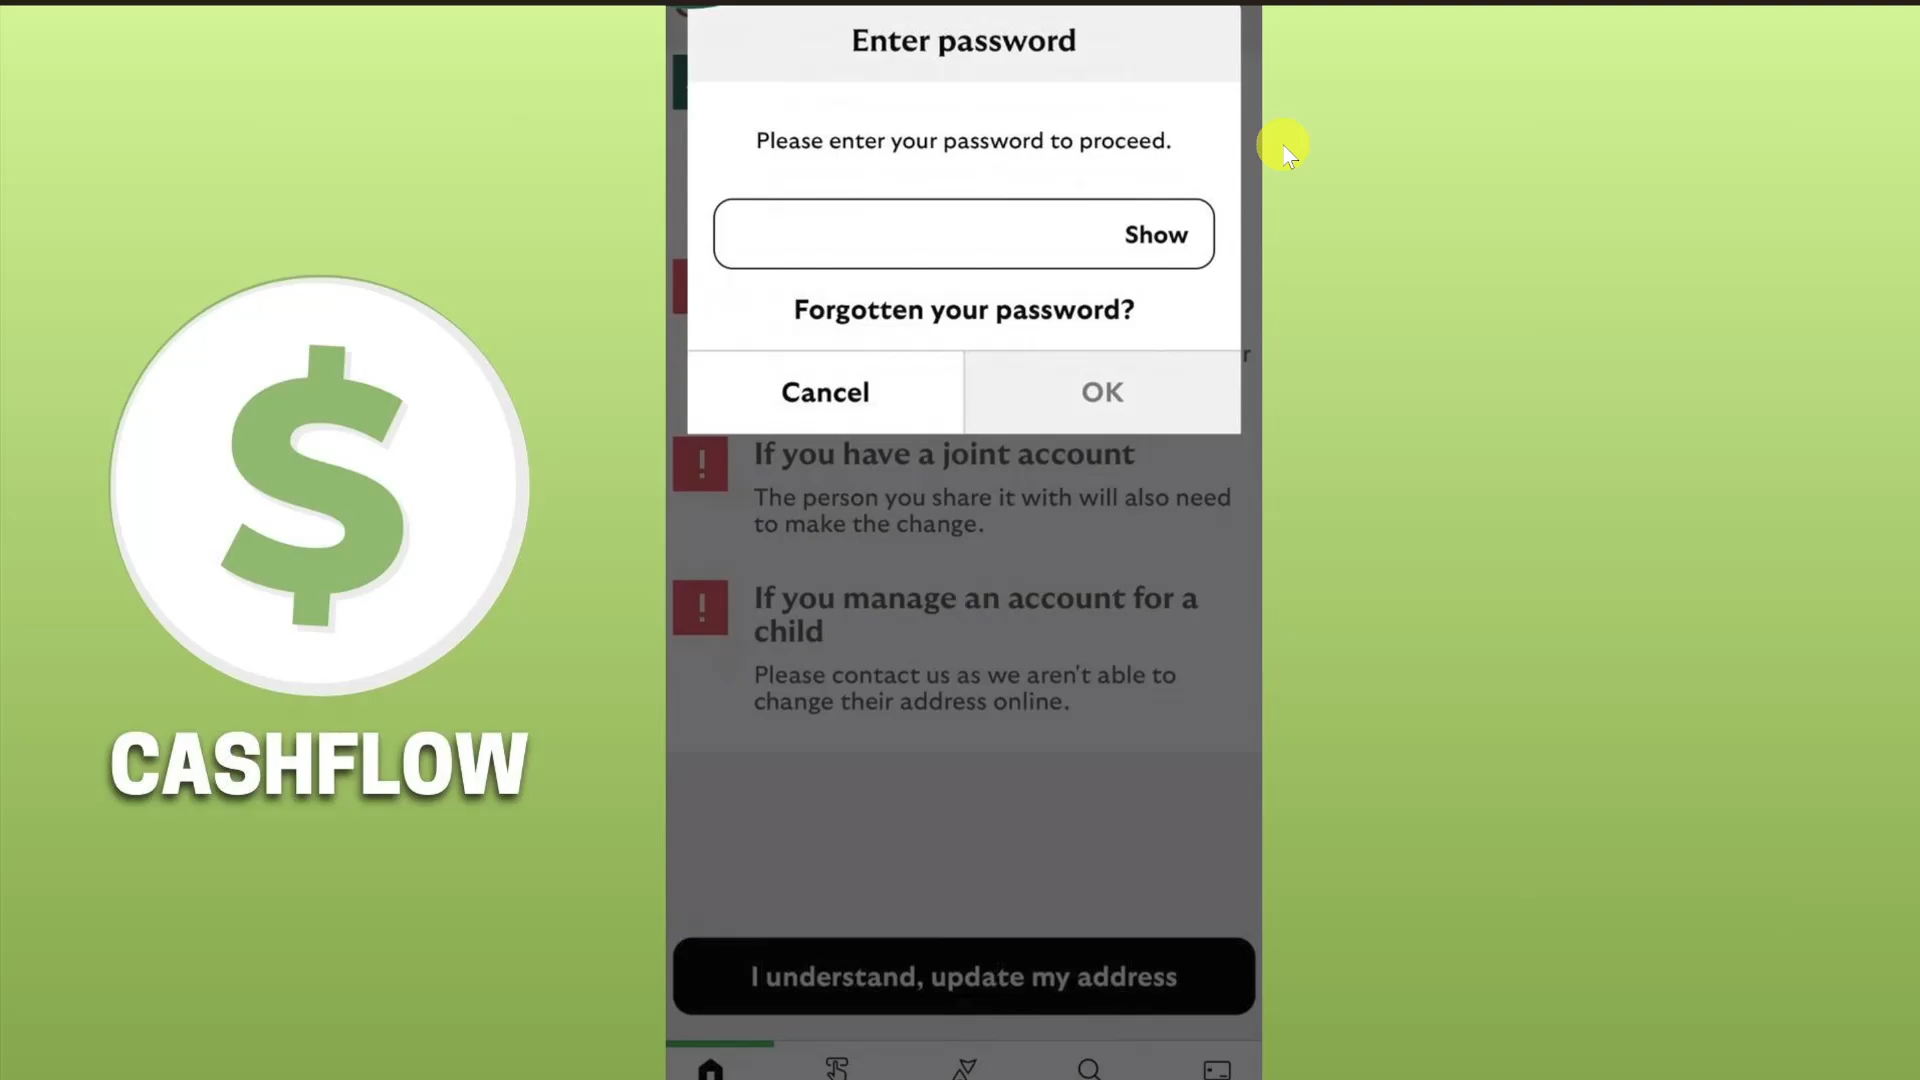 Enter password
Please enter your password to proceed.
Show
Forgotten your password?
Cancel
OK
r
! If you have a joint account
The person you share it with will also need
to make the change.
! If you manage an account for a
child
Please contact us as we aren't able to
change their address online.
I understand, update my address
$
CASHFLOW